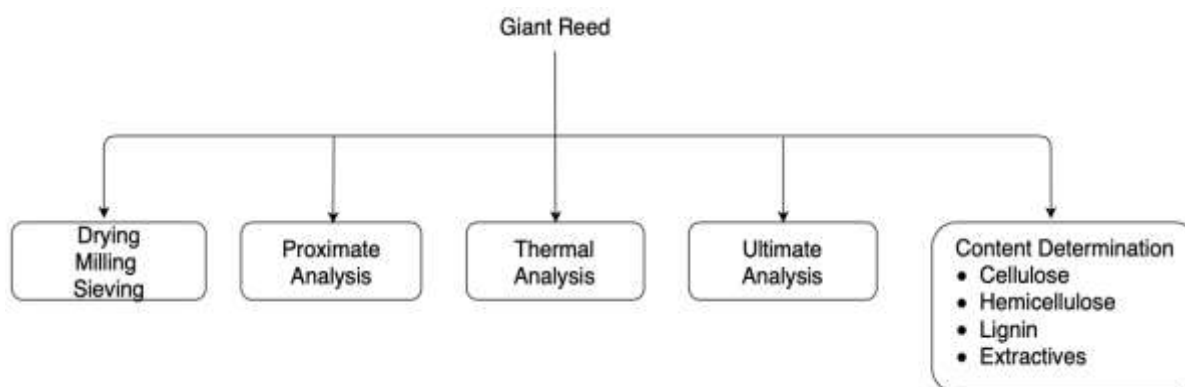 Giant Reed
Drying
Milling
Sieving
Proximate
Analysis
Thermal
Analysis
Ultimate
Analysis
Content Determination
● Cellulose
● Hemicellulose
● Lignin
● Extractives